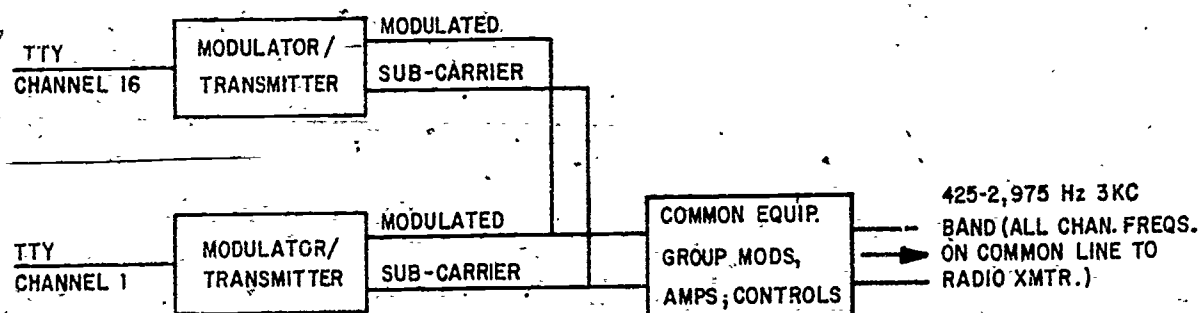 TTY
CHANNEL 16
MODULATOR /
TRANSMITTER
MODULATED
SUB-CARRIER
TTY
CHANNEL 1
MODULATOR/
TRANSMITTER
MODULATED
SUB-CARRIER
COMMON EQUIP.
GROUP MODS,
AMPS; CONTROLS
425-2,975 Hz 3KC
BAND (ALL CHAN. FREQS.
ON COMMON LINE TO
RADIO XMTR.)